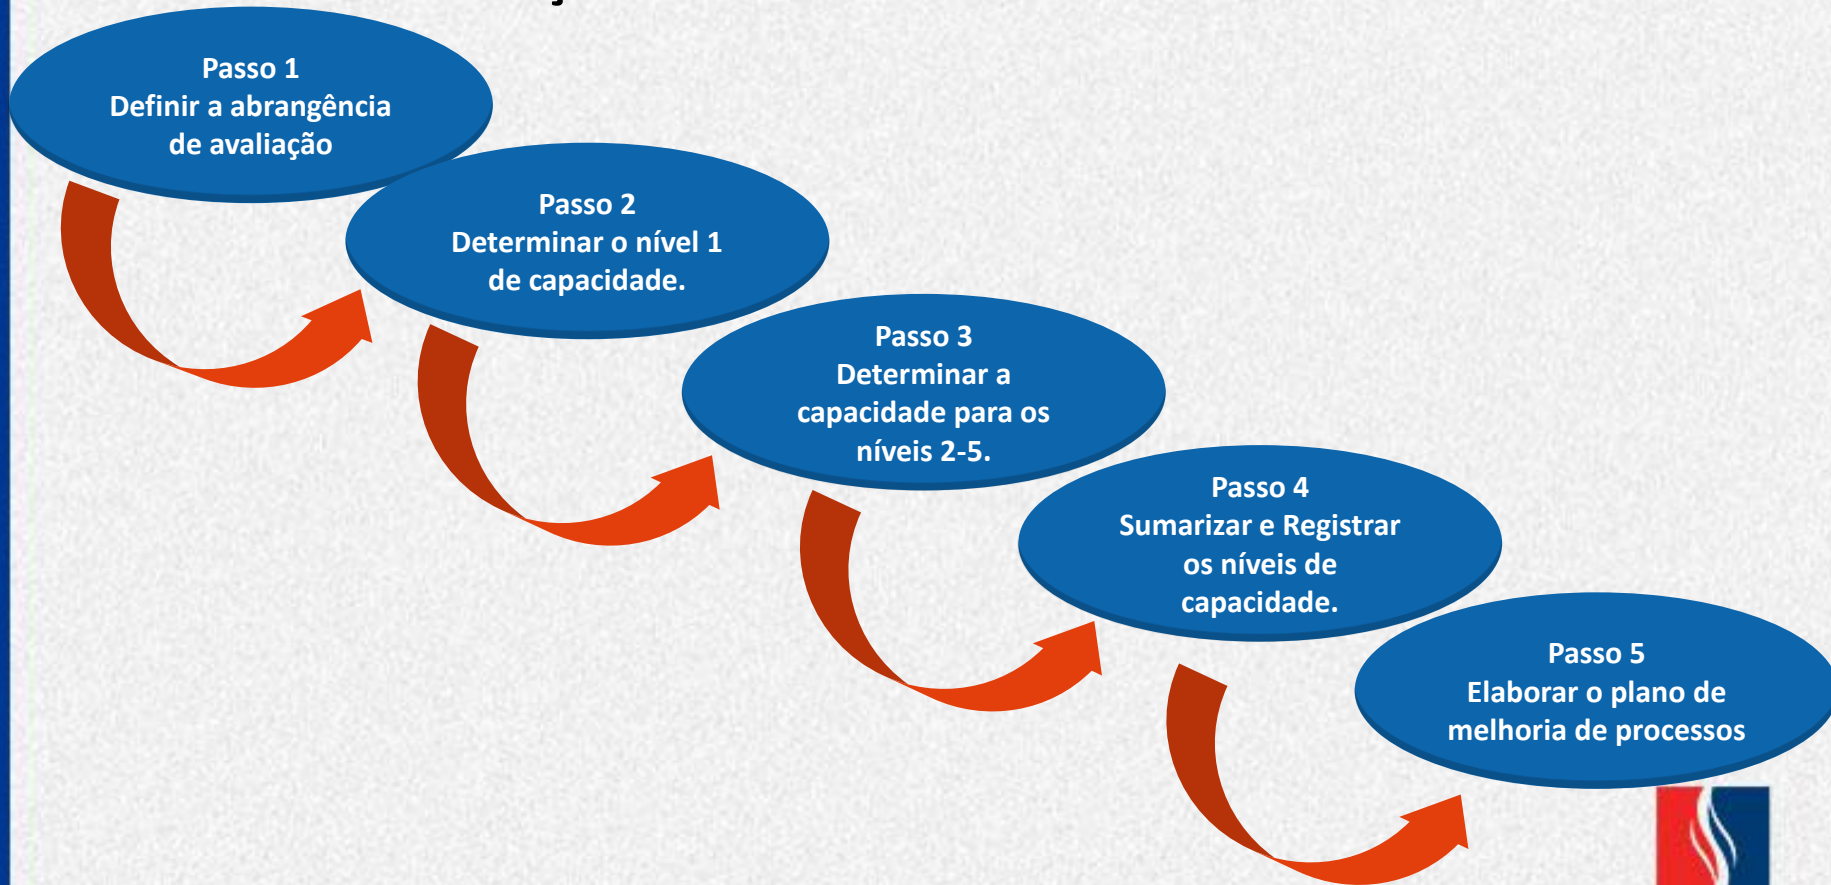 Passo 1
Definir a abrangência
de avaliação
Passo 2
Determinar o nível 1
de capacidade.
Passo 3
Determinar a
capacidade para os
níveis 2-5.
Passo 4
Sumarizar e Registrar
os níveis de
capacidade.
Passo 5
Elaborar o plano de
melhoria de processos